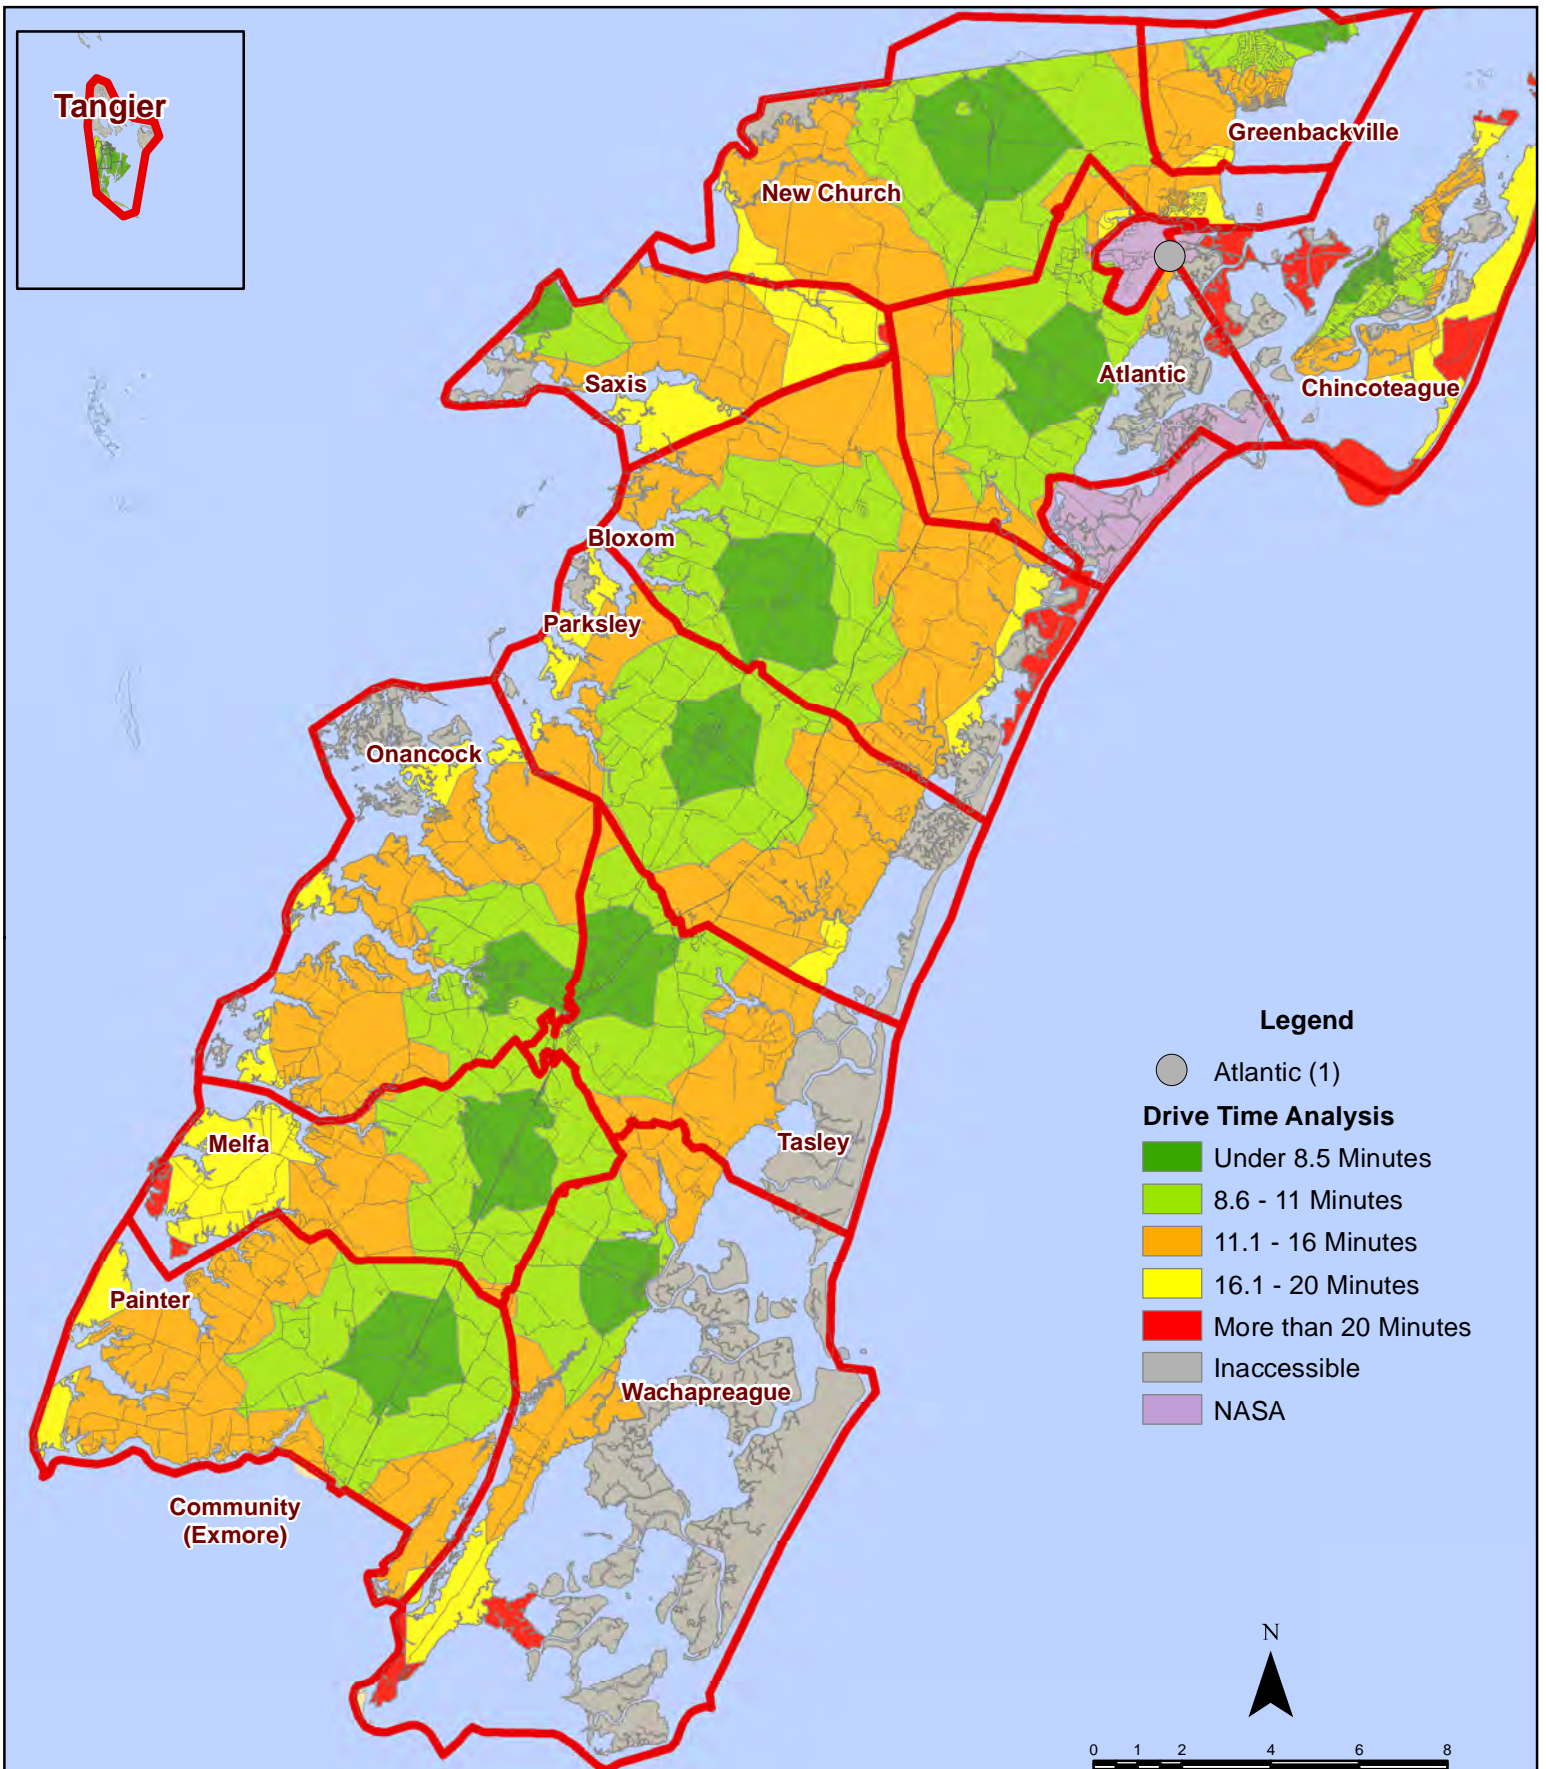 Tangier
Greenbackville
New Church
Atlantic
Saxis
Chincoteague
Bloxom
Parksley
Onancock
Tasley
Melfa
Painter
Wachapreague
Community
(Exmore)
Legend
Atlantic (1)
Drive Time Analysis
Under 8.5 Minutes
8.6 - 11 Minutes
11.1 - 16 Minutes
16.1 - 20 Minutes
More than 20 Minutes
Inaccessible
NASA
N
0 1 2 4 6 8